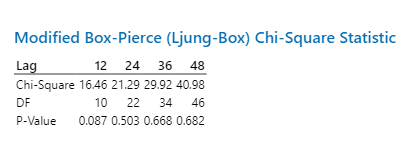 Modified Box-Pierce (Ljung-Box) Chi-Square Statistic
Lag 12 24 36 48
Chi-Square 16.46 21.29 29.92 40.98
DF 10 22 34 46
P-Value 0.087 0.503 0.668 0.682